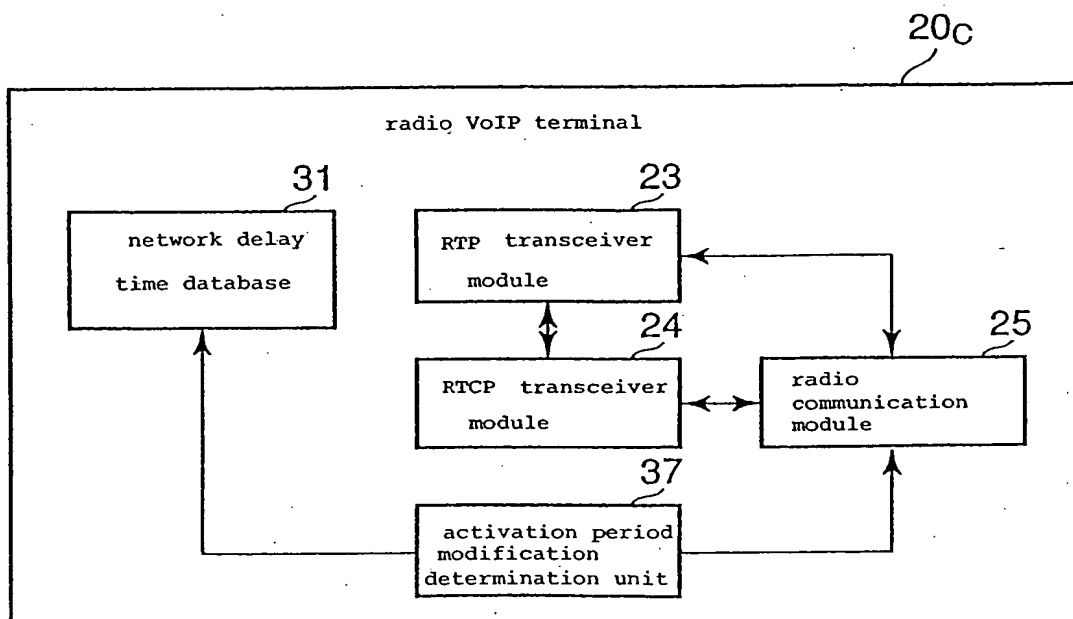 20C
radio VoIP terminal
31
network delay
time database
23
RTP transceiver
module
24
RTCP transceiver
module
25
radio
communication
module
37
activation period
modification
determination unit